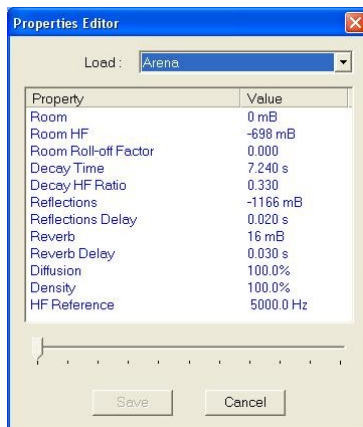 Properties Editor
Load : Arena
Property Value
Room 0 mB
Room HF -698 mB
Room Roll-off Factor 0.000
Decay Time 7.240 s
Decay HF Ratio 0.330
Reflections -1166 mB
Reflections Delay 0.020 s
Reverb 16 mB
Reverb Delay 0.030 s
Diffusion 100.0%
Density 100.0%
HF Reference 5000.0 Hz
Save Cancel